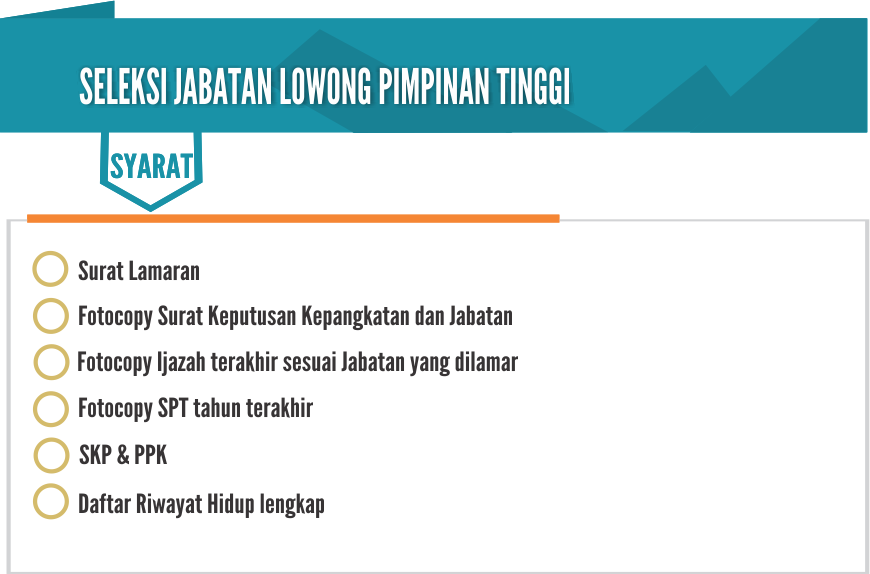 SELEKSI JABATAN LOWONG PIMPINAN TINGGI
SYARAT
Surat Lamaran
Fotocopy Surat Keputusan Kepangkatan dan Jabatan
Fotocopy Ijazah terakhir sesuai Jabatan yang dilamar
Fotocopy SPT tahun terakhir
SKP & PPK
Daftar Riwayat Hidup lengkap